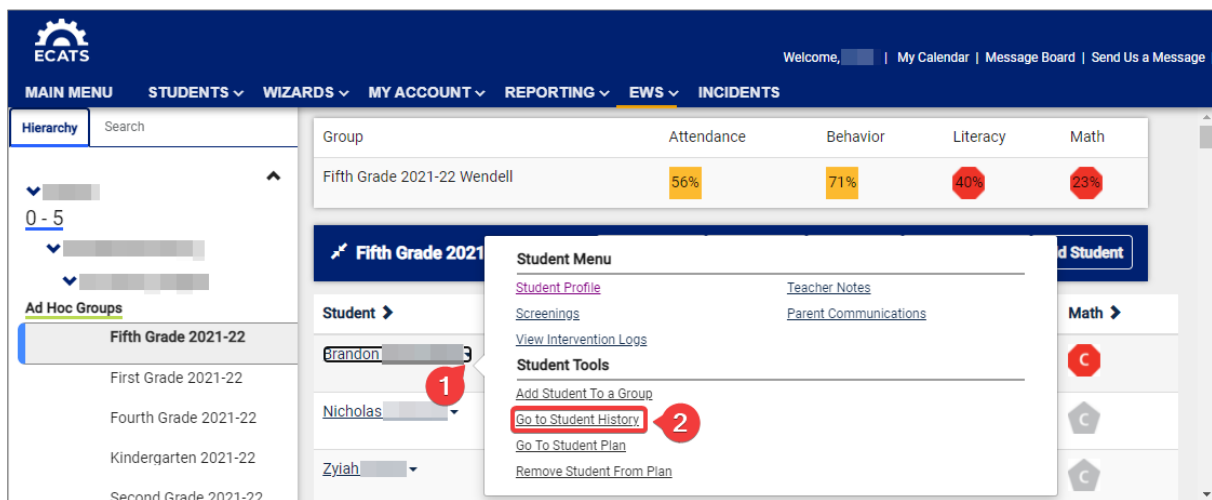 ECATS
Welcome, | My Calendar | Message Board | Send Us a Message
MAIN MENU STUDENTS WIZARDS MY ACCOUNT REPORTING EWS INCIDENTS
Hierarchy Search
Group Attendance Behavior Literacy Math
Fifth Grade 2021-22 Wendell 56% 71% 40% 23%
0 - 5
Ad Hoc Groups
Fifth Grade 2021-22
First Grade 2021-22
Fourth Grade 2021-22
Kindergarten 2021-22
Second Grade 2021-22
Fifth Grade 2021 d Student
Student Math
Brandon C
Nicholas C
Zyiah C
1
Student Menu
Student Profile Teacher Notes
Screenings Parent Communications
View Intervention Logs
Student Tools
Add Student To a Group
Go to Student History 2
Go To Student Plan
Remove Student From Plan